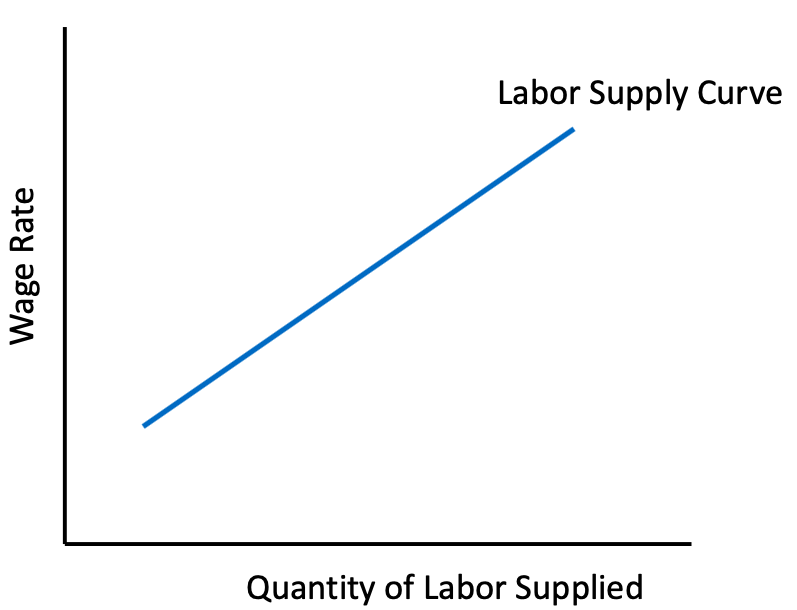 Labor Supply Curve
Wage Rate
Quantity of Labor Supplied